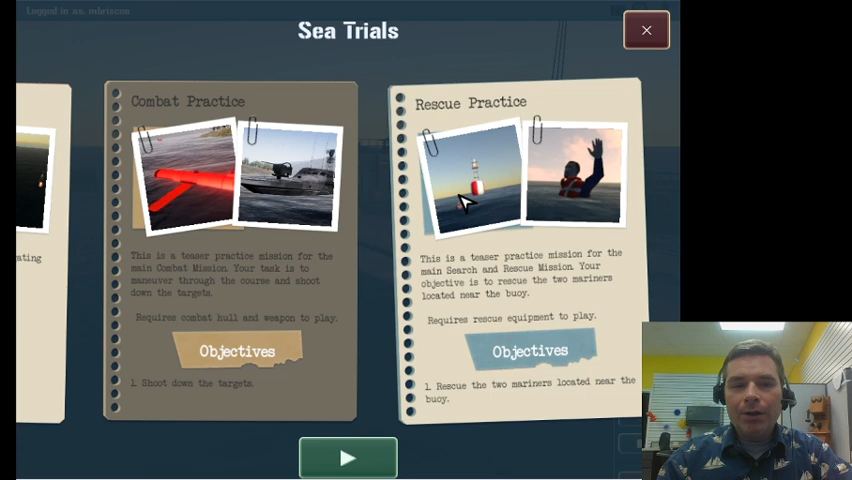 Logged in as. mbriscoe
Sea Trials
Combat Practice
This is a teaser practice mission for the
main Combat Mission. Your task is to
maneuver through the course and shoot
down the targets.
Requires combat hull and weapon to play.
Objectives
1. Shoot down the targets.
Rescue Practice
This is a teaser practice mission for the
main Search and Rescue Mission. Your
objective is to rescue the two mariners
located near the buoy.
Requires rescue equipment to play.
Objectives
1. Rescue the two mariners located near the
buoy.
ating